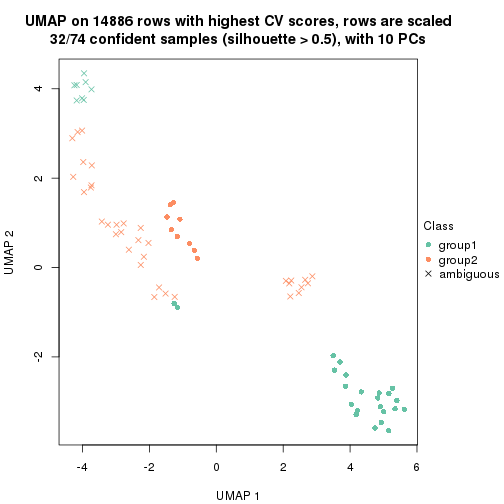 UMAP on 14886 rows with highest CV scores, rows are scaled
32/74 confident samples (silhouette > 0.5), with 10 PCs
4
2
0
-2
UMAP 2
-4
-2
0
2
4
6
UMAP 1
Class
group1
group2
ambiguous